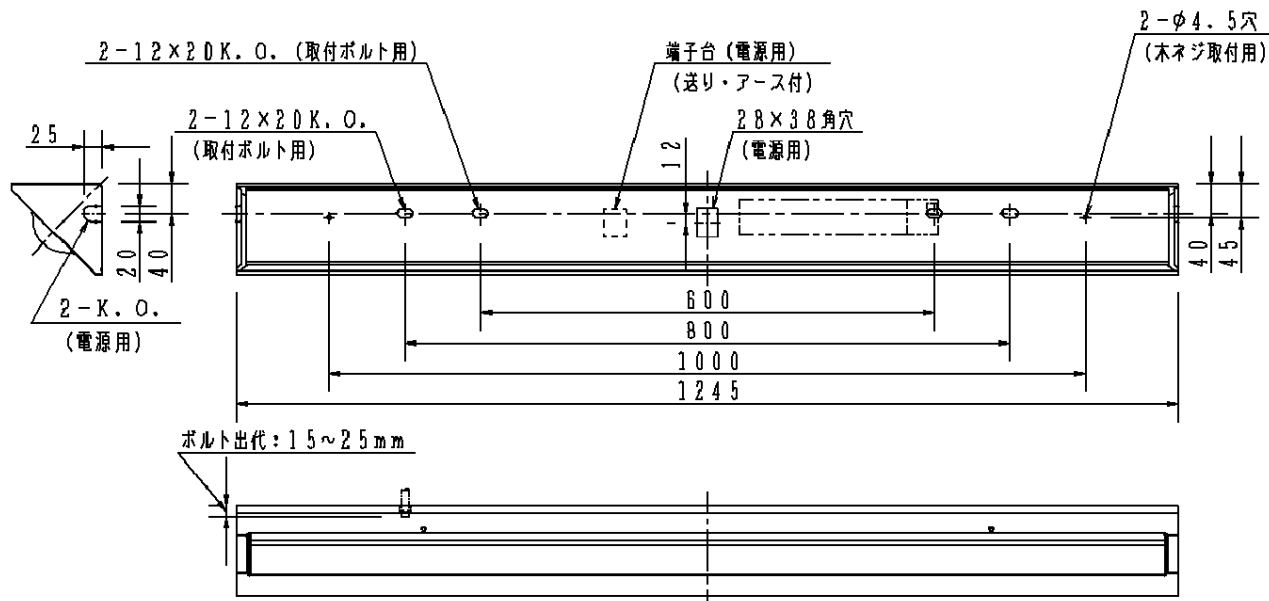 2-12×20K.O.(取付ボルト用)
端子台(電源用)
(送り・アース付)
2-φ4.5穴
(木ネジ取付用)
2-12×20K.O.
(取付ボルト用)
28×38角穴
(電源用)
25
12
20
40
40
45
2-K.O.
(電源用)
600
800
1000
1245
ボルト出代:15~25mm